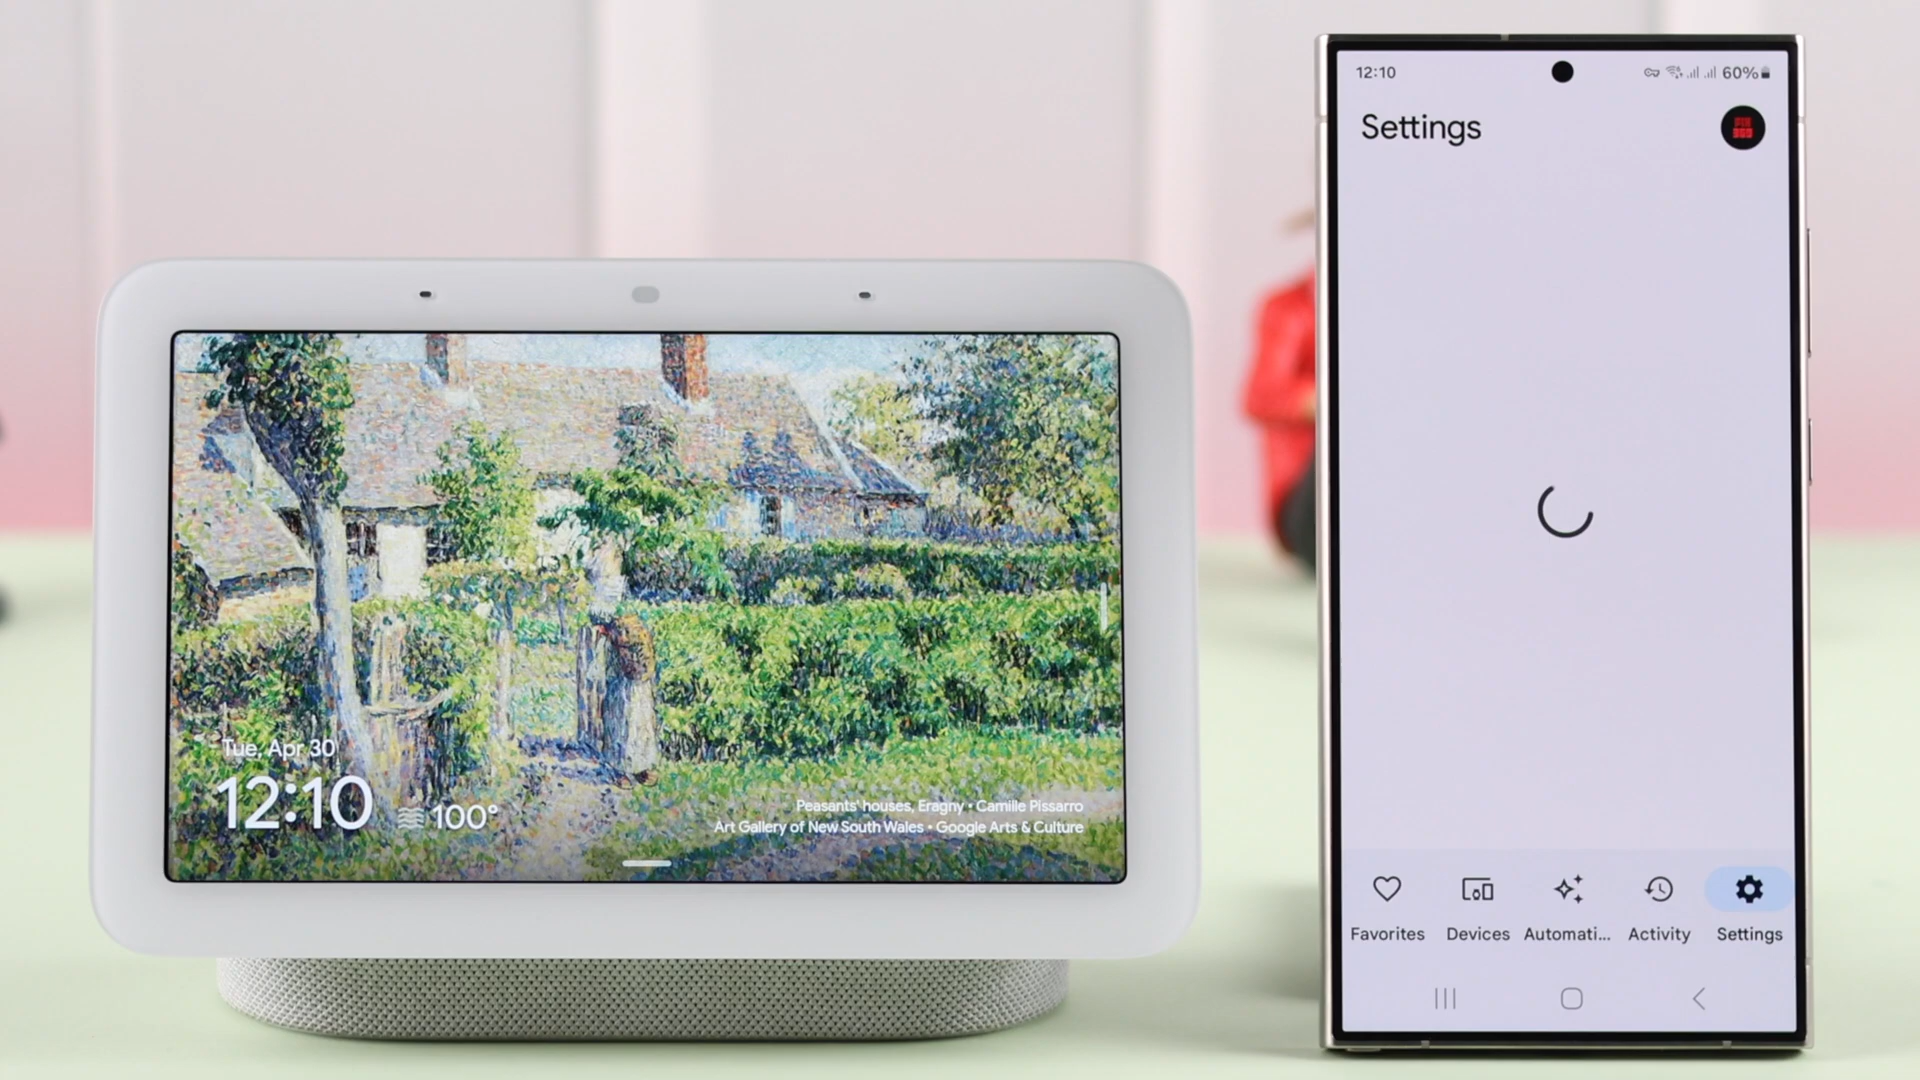 Tue, Apr 30
12:10
100°
Peasants' houses, Eragny • Camille Pissarro
Art Gallery of New South Wales • Google Arts & Culture
12:10
60%
Settings
Favorites
Devices
Automati...
Activity
Settings